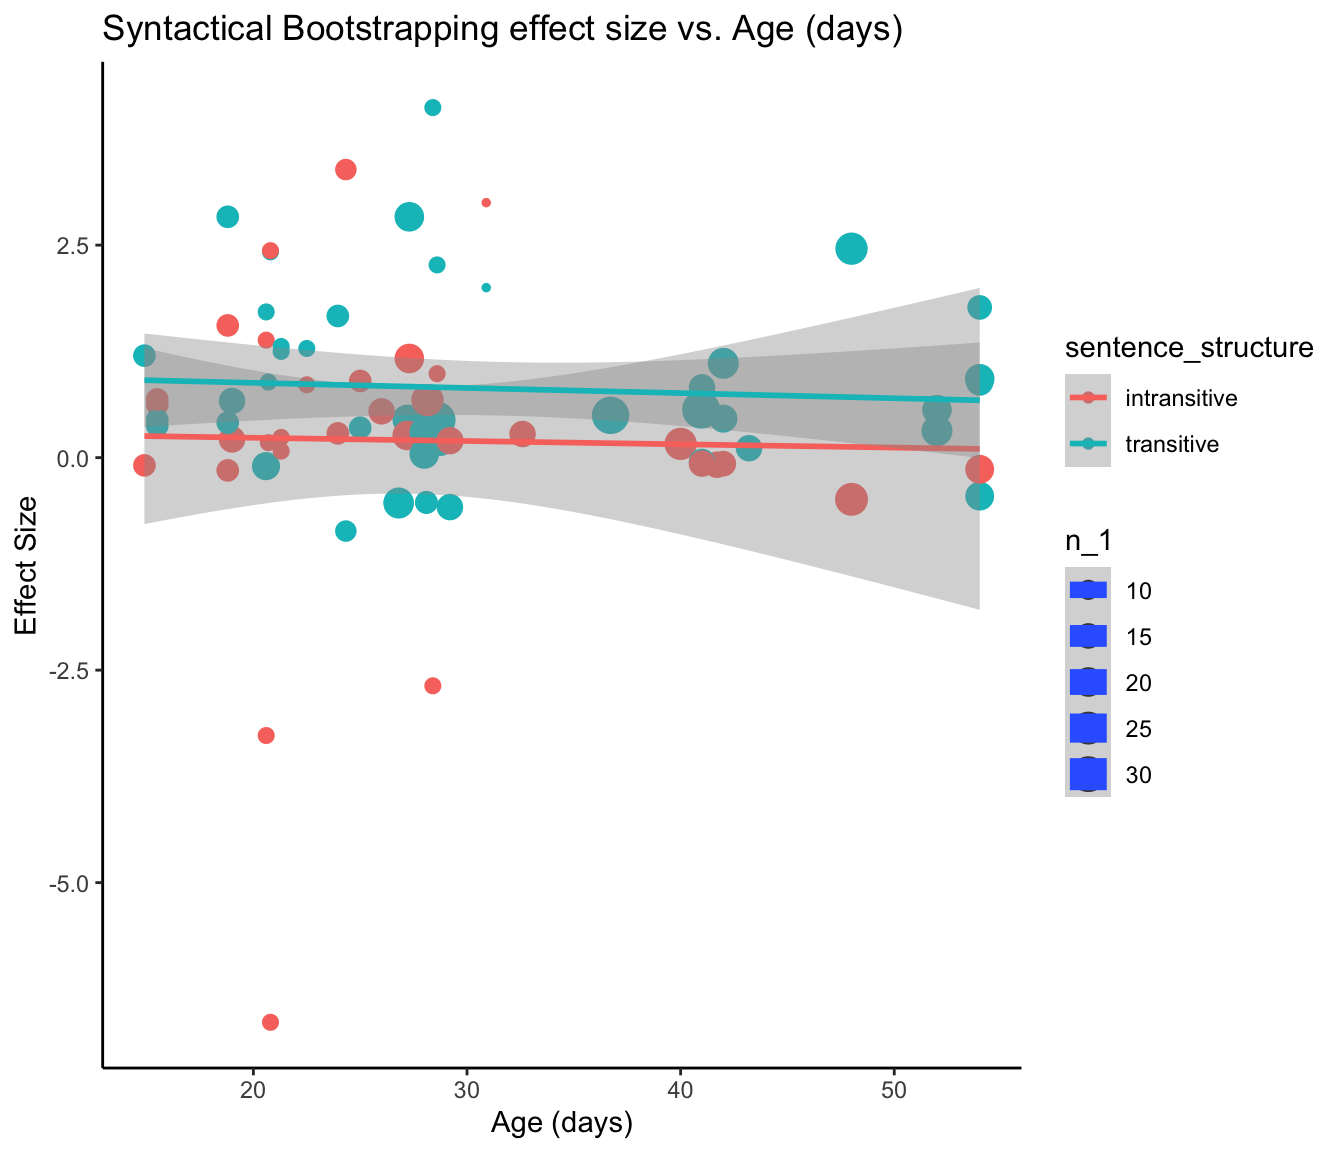 Syntactical Bootstrapping effect size vs. Age (days)
Effect Size
2.5
0.0
-2.5
-5.0
20 30 40 50
Age (days)
sentence_structure
intransitive
transitive
n_1
10
15
20
25
30